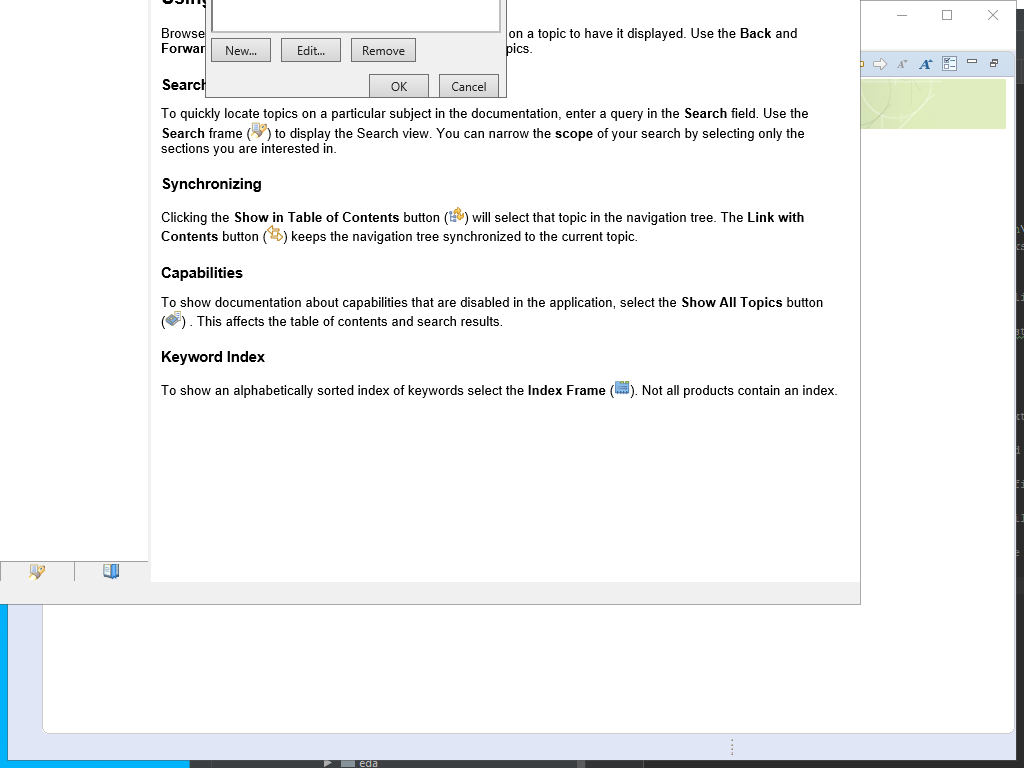 Using
Browse on a topic to have it displayed. Use the Back and
Forwar pics.
New... Edit... Remove
OK Cancel
Search
To quickly locate topics on a particular subject in the documentation, enter a query in the Search field. Use the
Search frame ( ) to display the Search view. You can narrow the scope of your search by selecting only the
sections you are interested in.
Synchronizing
Clicking the Show in Table of Contents button ( ) will select that topic in the navigation tree. The Link with
Contents button ( ) keeps the navigation tree synchronized to the current topic.
Capabilities
To show documentation about capabilities that are disabled in the application, select the Show All Topics button
( ) . This affects the table of contents and search results.
Keyword Index
To show an alphabetically sorted index of keywords select the Index Frame ( ). Not all products contain an index.
eda